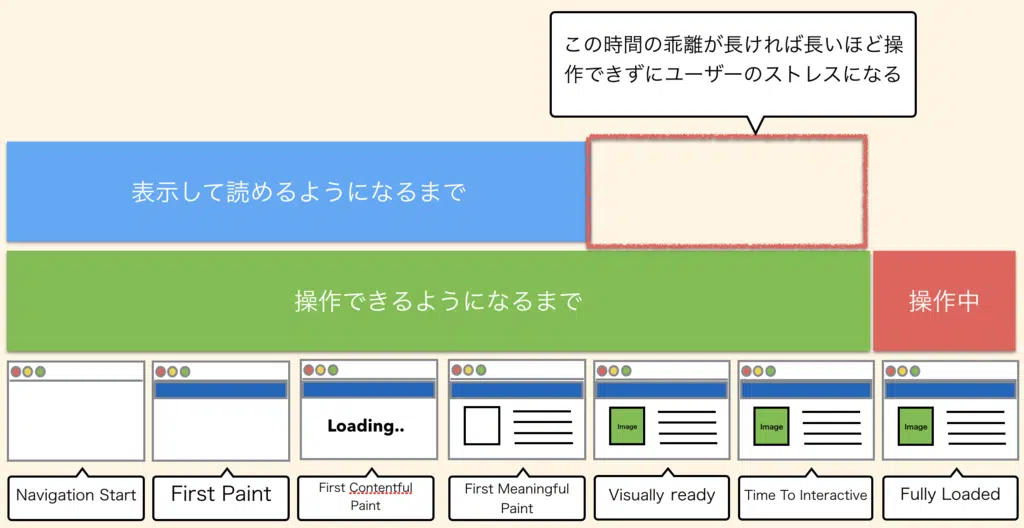 この時間の乖離が長ければ長いほど操
作できずにユーザーのストレスになる
表示して読めるようになるまで
操作できるようになるまで
操作中
Loading..
Image
Image
Image
Navigation Start
First Paint
First Contentful
Paint
First Meaningful
Paint
Visually ready
Time To Interactive
Fully Loaded